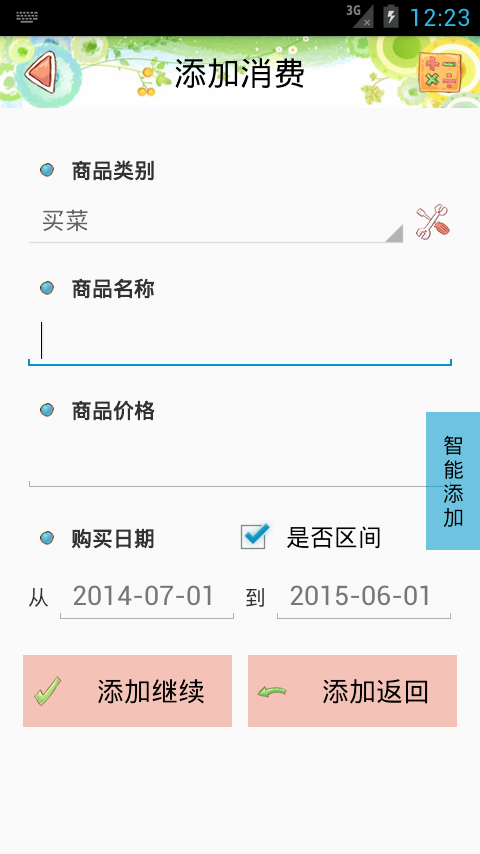 3G 12:23
添加消费
商品类别
买菜
商品名称
商品价格
智能添加
购买日期 是否区间
从 2014-07-01 到 2015-06-01
添加继续 添加返回